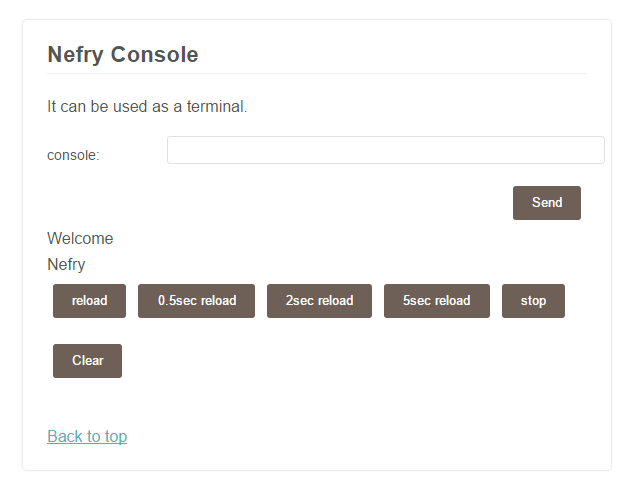 Nefry Console
It can be used as a terminal.
console:
Send
Welcome
Nefry
reload 0.5sec reload 2sec reload 5sec reload stop
Clear
Back to top